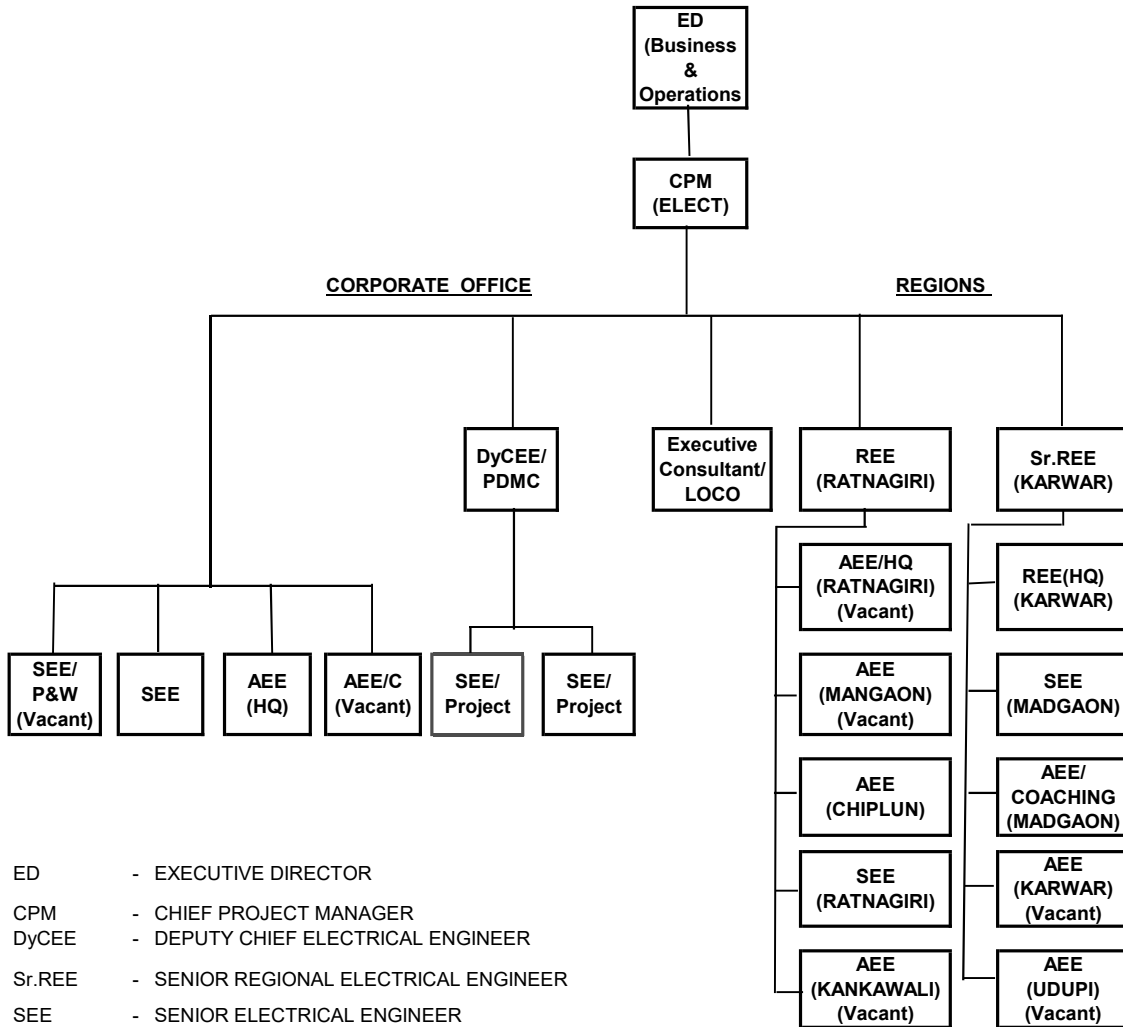 ED
(Business
&
Operations
CPM
(ELECT)
CORPORATE OFFICE
REGIONS
DyCEE/
PDMC
Executive
Consultant/
LOCO
REE
(RATNAGIRI)
Sr.REE
(KARWAR)
SEE/
P&W
(Vacant)
SEE
AEE
(HQ)
AEE/C
(Vacant)
SEE/
Project
SEE/
Project
AEE/HQ
(RATNAGIRI)
(Vacant)
AEE
(MANGAON)
(Vacant)
AEE
(CHIPLUN)
SEE
(RATNAGIRI)
AEE
(KANKAWALI)
(Vacant)
REE(HQ)
(KARWAR)
SEE
(MADGAON)
AEE/
COACHING
(MADGAON)
AEE
(KARWAR)
(Vacant)
AEE
(UDUPI)
(Vacant)
ED - EXECUTIVE DIRECTOR
CPM - CHIEF PROJECT MANAGER
DyCEE - DEPUTY CHIEF ELECTRICAL ENGINEER
Sr.REE - SENIOR REGIONAL ELECTRICAL ENGINEER
SEE - SENIOR ELECTRICAL ENGINEER